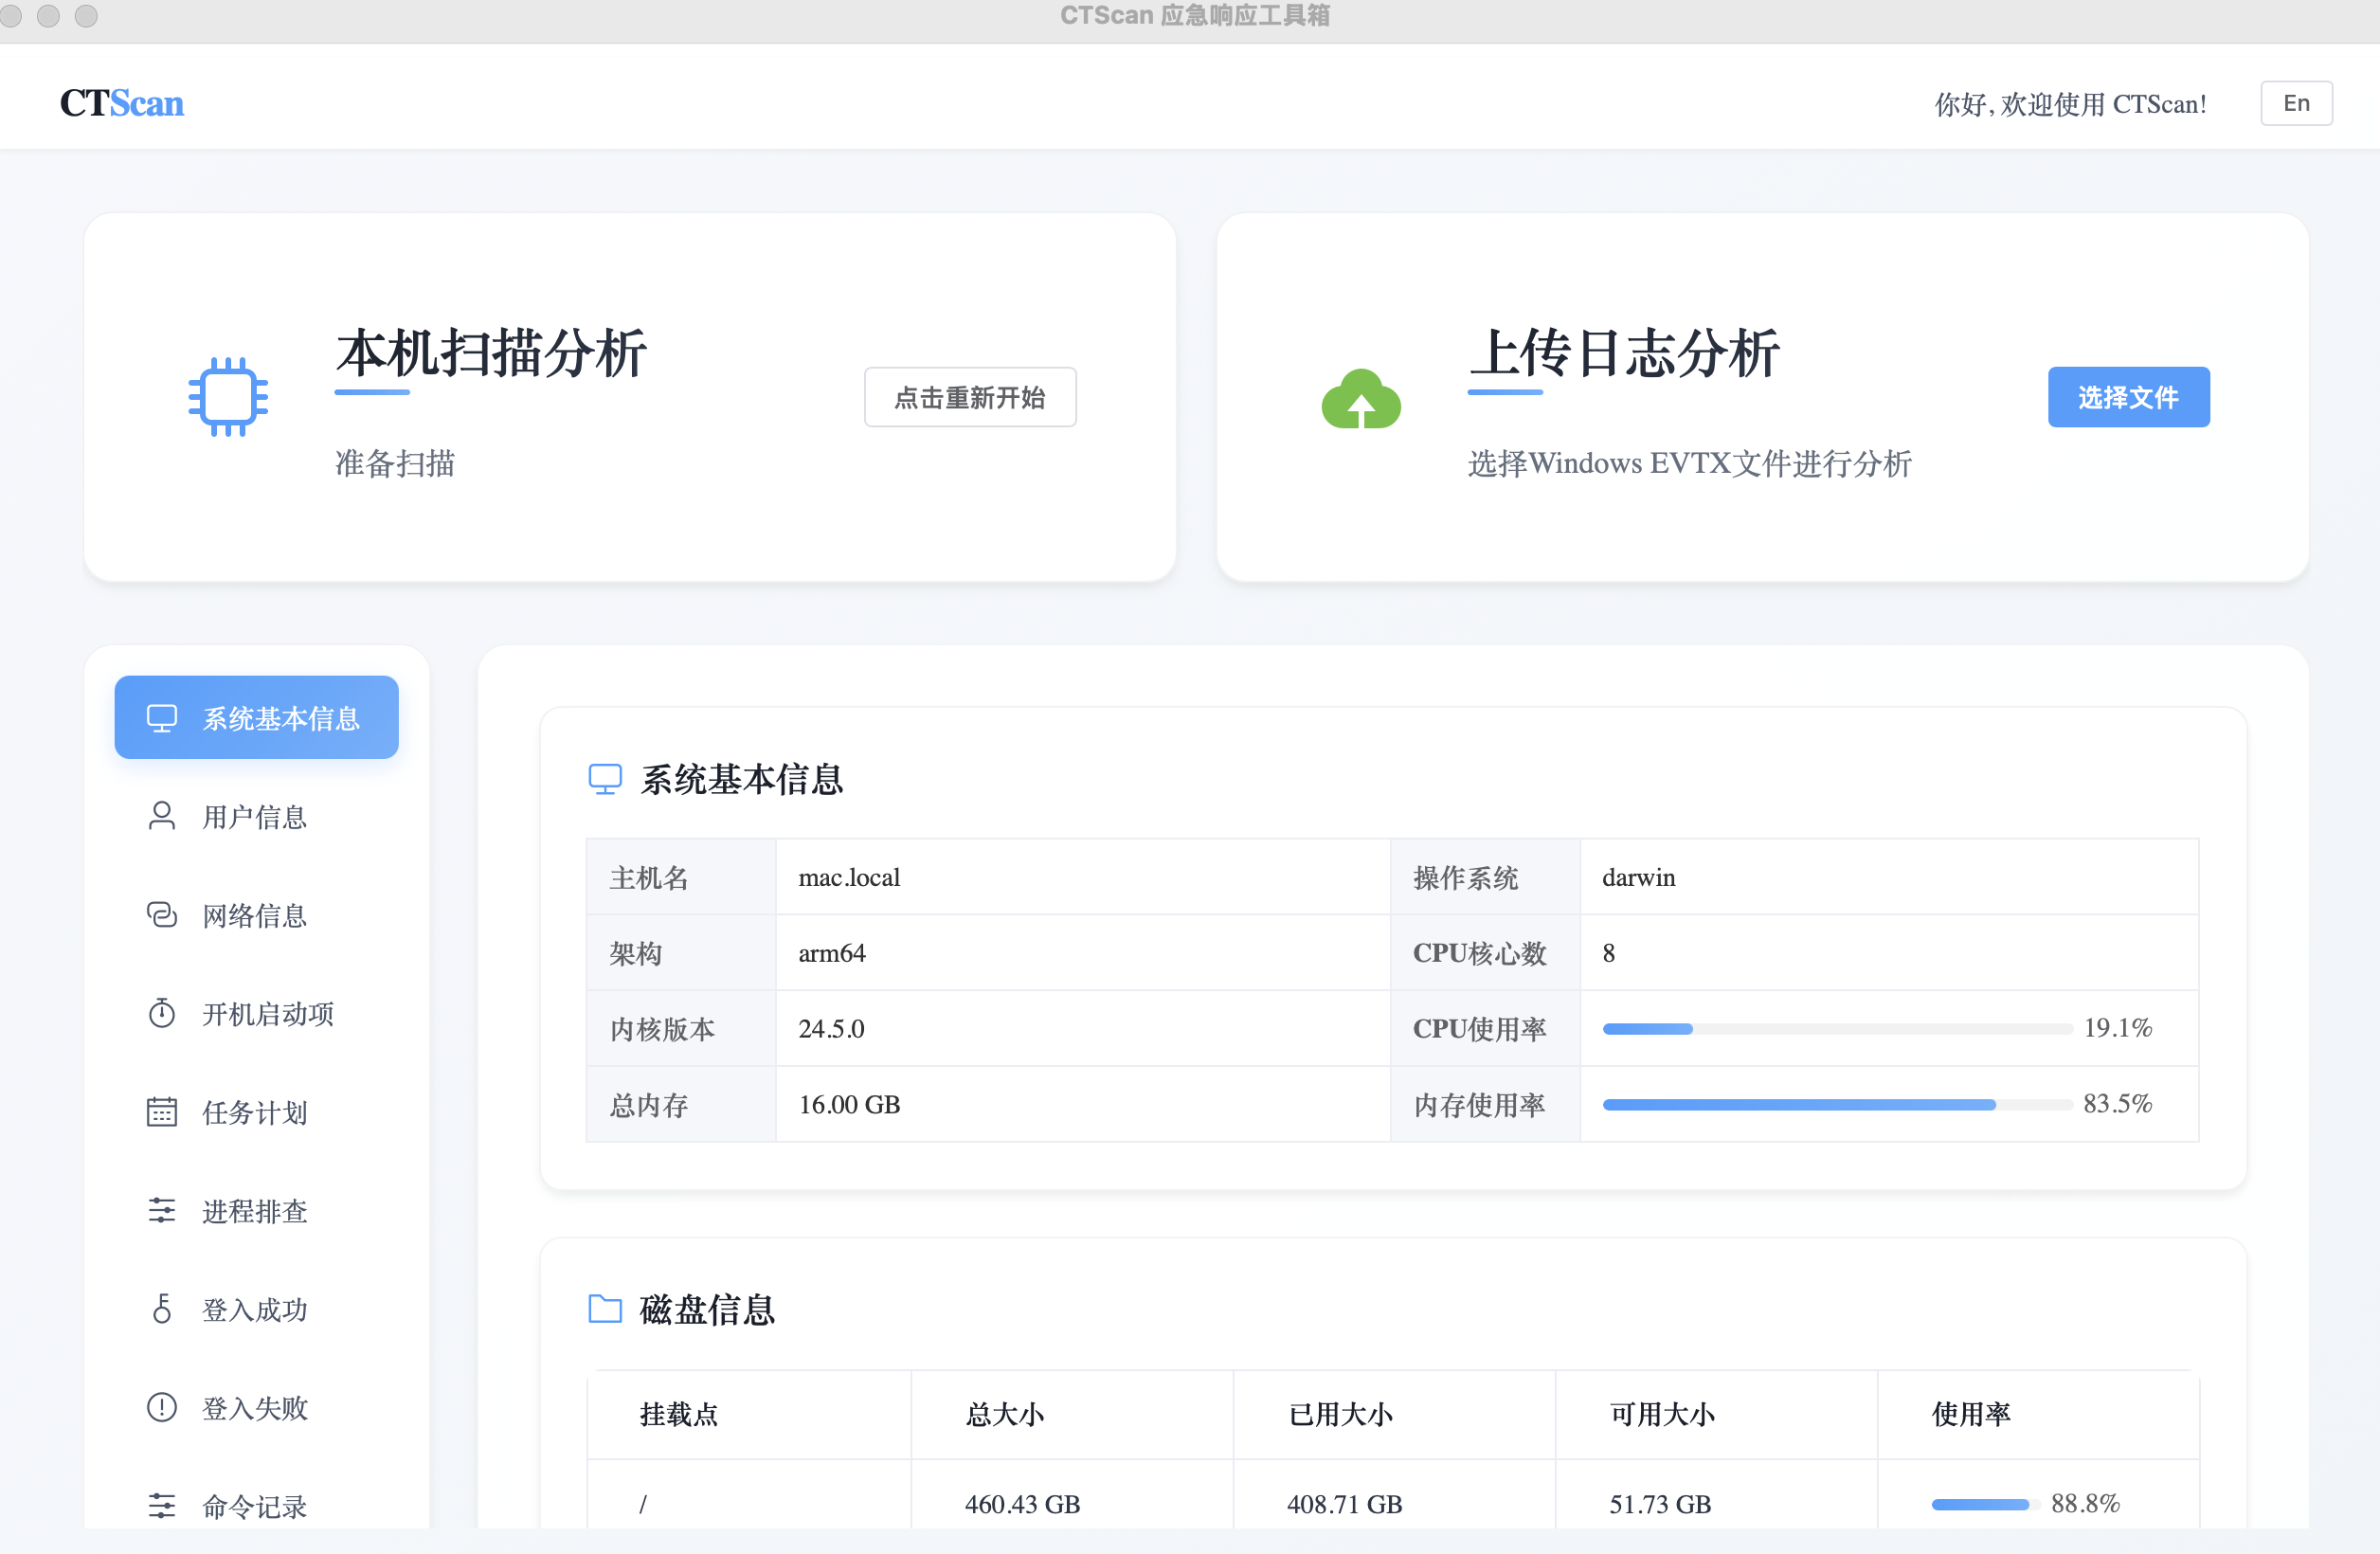 CTScan 应急响应工具箱
CTScan
你好, 欢迎使用 CTScan!
En
本机扫描分析
准备扫描
点击重新开始
上传日志分析
选择Windows EVTX文件进行分析
选择文件
系统基本信息
用户信息
网络信息
开机启动项
任务计划
进程排查
登入成功
登入失败
命令记录
系统基本信息
主机名 mac.local 操作系统 darwin
架构 arm64 CPU核心数 8
内核版本 24.5.0 CPU使用率 19.1%
总内存 16.00 GB 内存使用率 83.5%
磁盘信息
挂载点 总大小 已用大小 可用大小 使用率
/ 460.43 GB 408.71 GB 51.73 GB 88.8%